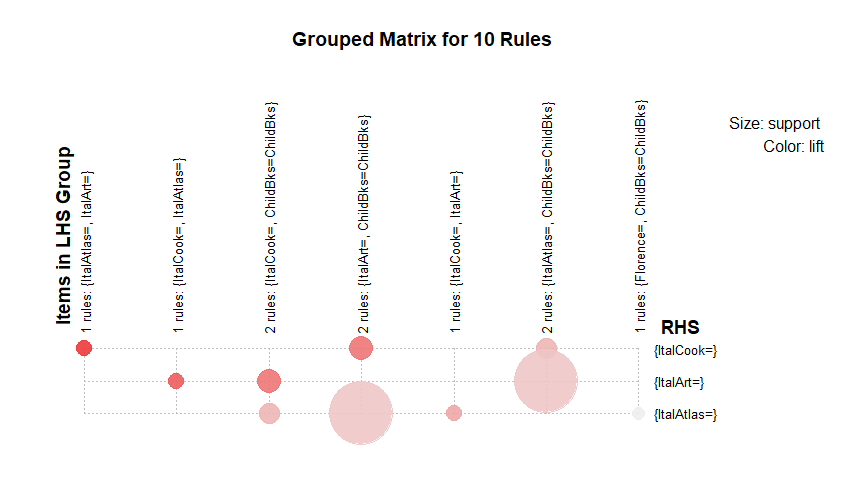 Grouped Matrix for 10 Rules
Size: support
Color: lift
Items in LHS Group
1 rules: {ItalAtlas=, ItalArt=}
1 rules: {ItalCook=, ItalAtlas=}
2 rules: {ItalCook=, ChildBks=ChildBks}
2 rules: {ItalArt=, ChildBks=ChildBks}
1 rules: {ItalCook=, ItalArt=}
2 rules: {ItalAtlas=, ChildBks=ChildBks}
1 rules: {Florence=, ChildBks=ChildBks}
RHS
{ItalCook=}
{ItalArt=}
{ItalAtlas=}